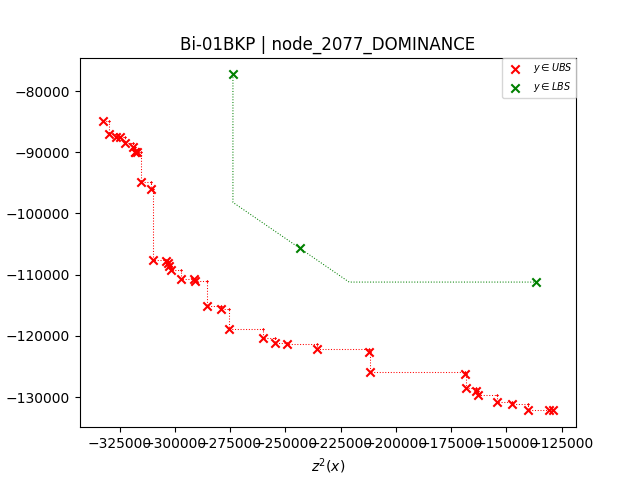 Bi-01BKP | node_2077_DOMINANCE
y ∈ UBS
y ∈ LBS
−80000
−90000
−100000
−110000
−120000
−130000
−325000 −300000 −275000 −250000 −225000 −200000 −175000 −150000 −125000
z²(x)